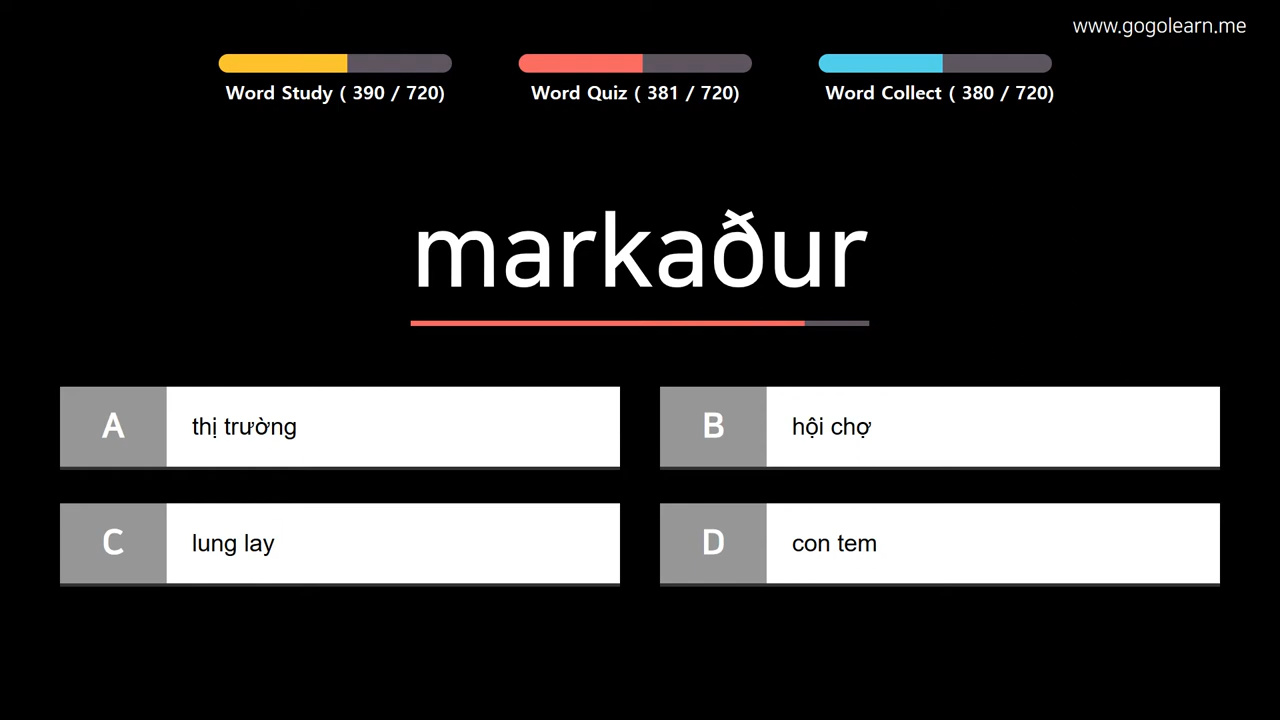 www.gogolearn.me
Word Study ( 390 / 720)
Word Quiz ( 381 / 720)
Word Collect ( 380 / 720)
markaður
A thị trường
B hội chợ
C lung lay
D con tem